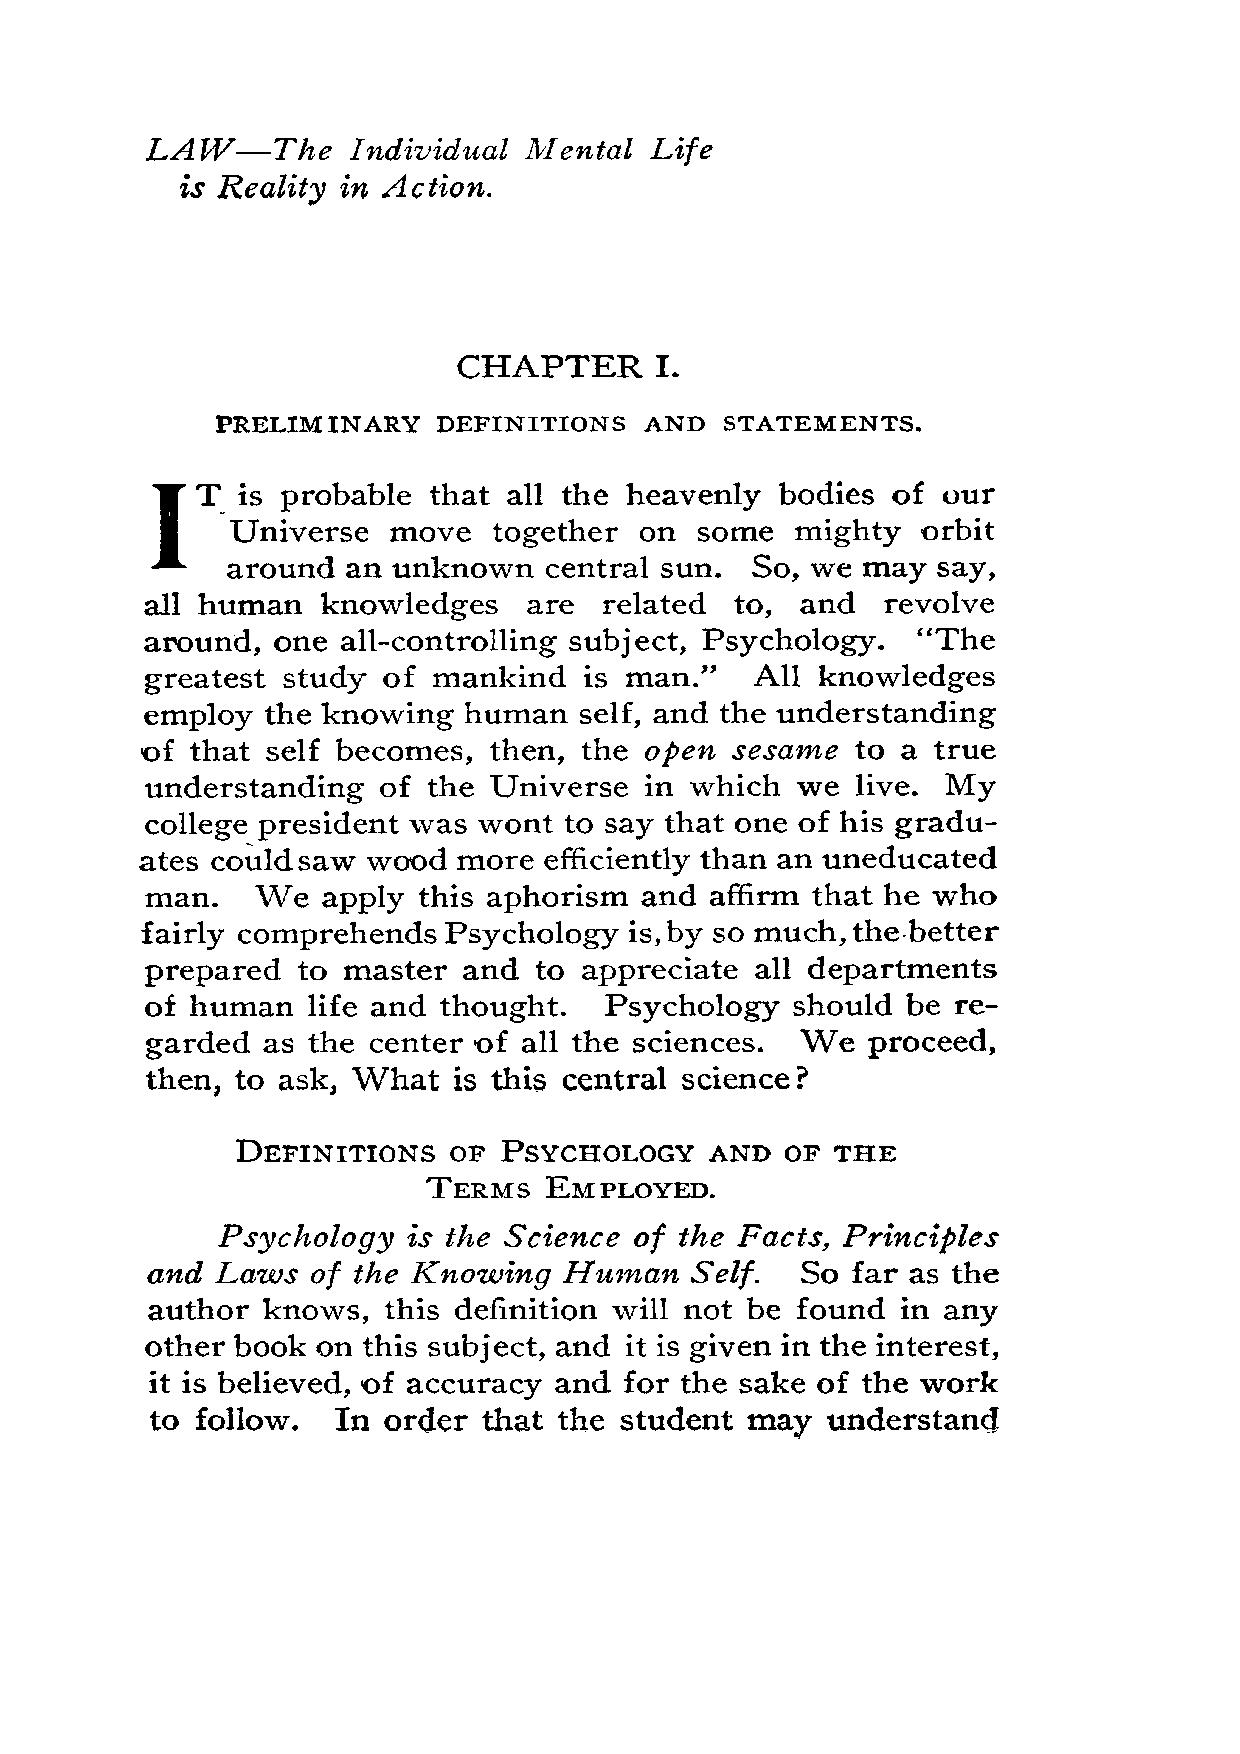 LAW—The Individual Mental Life
is Reality in Action.
CHAPTER I.
PRELIMINARY DEFINITIONS AND STATEMENTS.
IT is probable that all the heavenly bodies of our
Universe move together on some mighty orbit
around an unknown central sun. So, we may say,
all human knowledges are related to, and revolve
around, one all-controlling subject, Psychology. “The
greatest study of mankind is man.” All knowledges
employ the knowing human self, and the understanding
of that self becomes, then, the open sesame to a true
understanding of the Universe in which we live. My
college president was wont to say that one of his gradu-
ates could saw wood more efficiently than an uneducated
man. We apply this aphorism and affirm that he who
fairly comprehends Psychology is, by so much, the better
prepared to master and to appreciate all departments
of human life and thought. Psychology should be re-
garded as the center of all the sciences. We proceed,
then, to ask, What is this central science?
DEFINITIONS OF PSYCHOLOGY AND OF THE
TERMS EMPLOYED.
Psychology is the Science of the Facts, Principles
and Laws of the Knowing Human Self. So far as the
author knows, this definition will not be found in any
other book on this subject, and it is given in the interest,
it is believed, of accuracy and for the sake of the work
to follow. In order that the student may understand